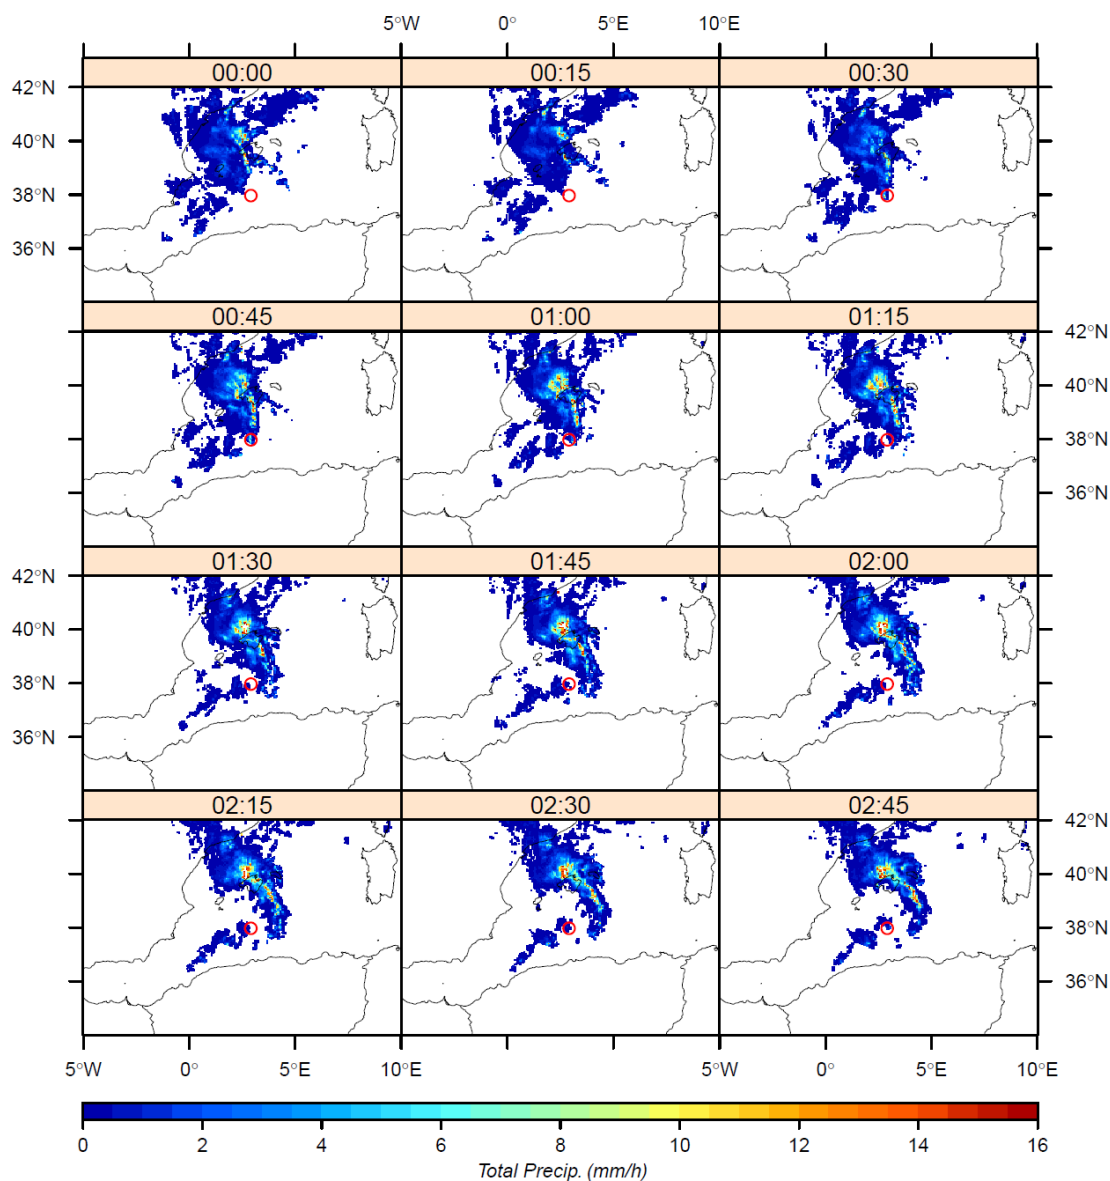 5°W 0° 5°E 10°E
00:00 00:15 00:30
42°N
40°N
38°N
36°N
00:45 01:00 01:15
42°N
40°N
38°N
36°N
01:30 01:45 02:00
42°N
40°N
38°N
36°N
02:15 02:30 02:45
42°N
40°N
38°N
36°N
5°W 0° 5°E 10°E 5°W 0° 5°E 10°E
0 2 4 6 8 10 12 14 16
Total Precip. (mm/h)